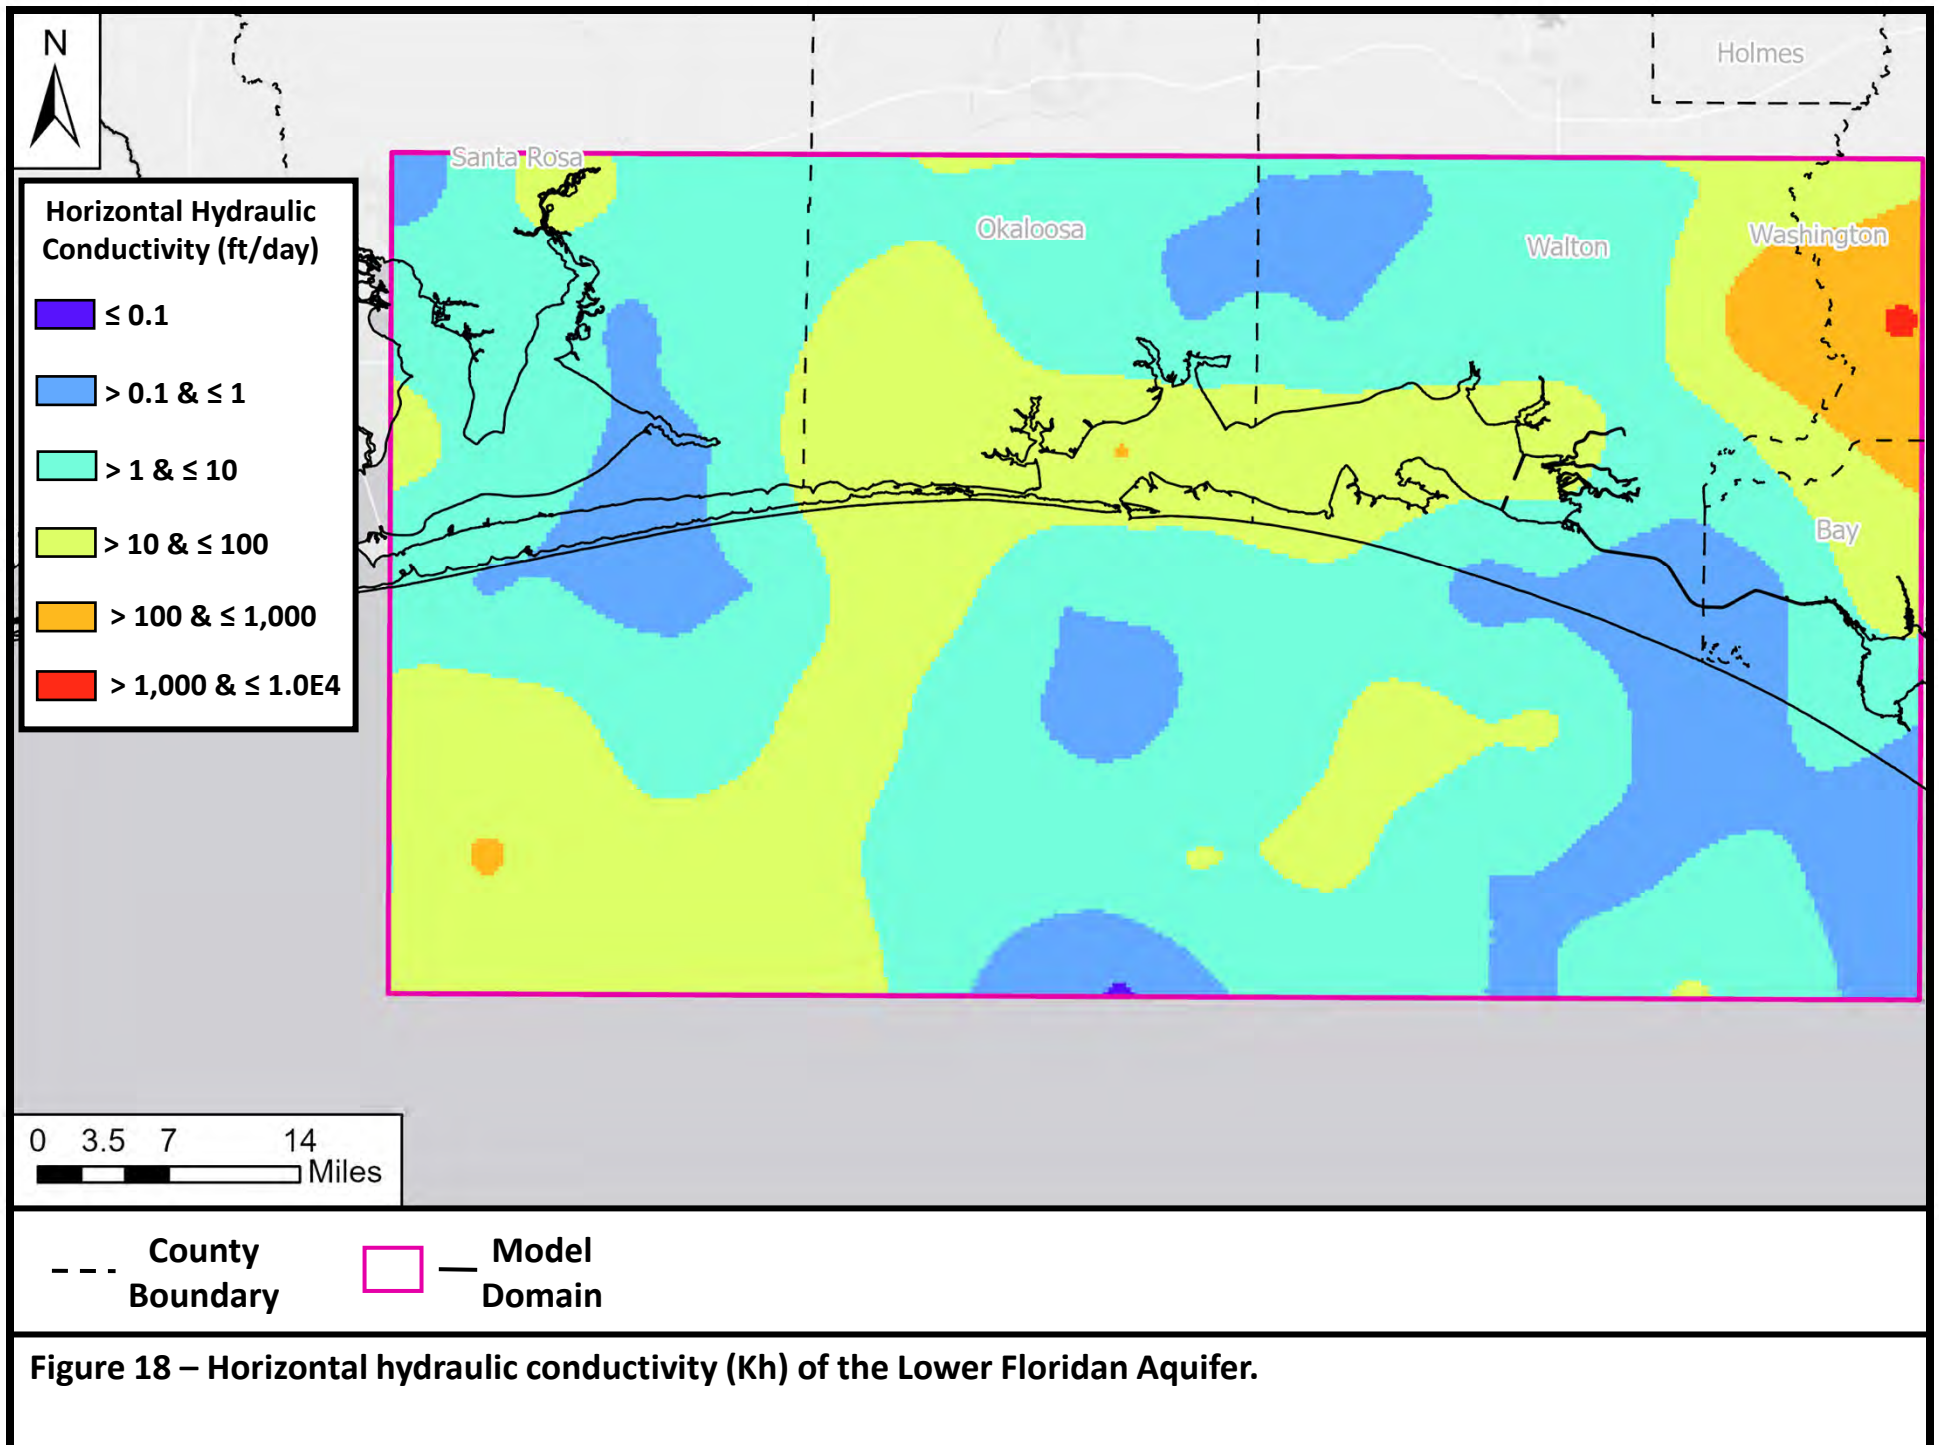 N
Holmes
Santa Rosa
Okaloosa
Walton
Washington
Bay
Horizontal Hydraulic
Conductivity (ft/day)
≤ 0.1
> 0.1 & ≤ 1
> 1 & ≤ 10
> 10 & ≤ 100
> 100 & ≤ 1,000
> 1,000 & ≤ 1.0E4
0 3.5 7 14
Miles
County
Boundary
Model
Domain
Figure 18 – Horizontal hydraulic conductivity (Kh) of the Lower Floridan Aquifer.